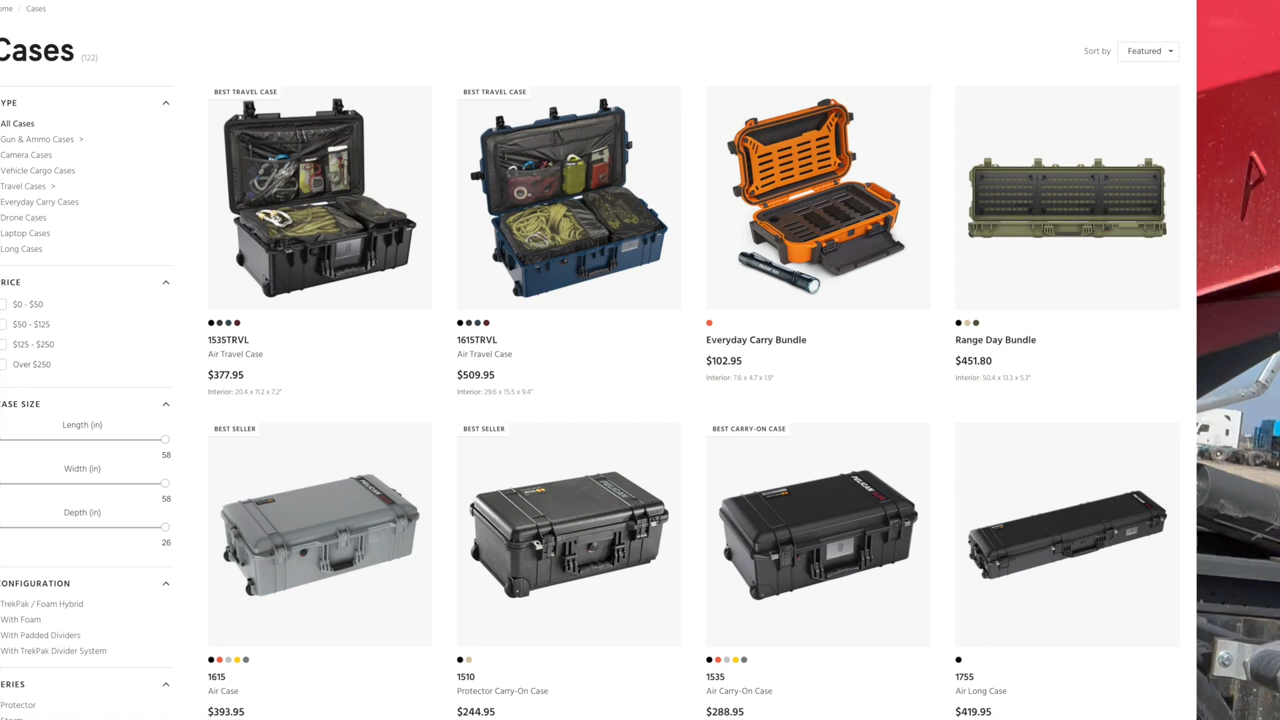 ome / Cases
Cases (122)
Sort by Featured
YPE
All Cases
Gun & Ammo Cases >
Camera Cases
Vehicle Cargo Cases
Travel Cases >
Everyday Carry Cases
Drone Cases
Laptop Cases
Long Cases
RICE
$0 - $50
$50 - $125
$125 - $250
Over $250
CASE SIZE
Length (in)
58
Width (in)
58
Depth (in)
26
ONFIGURATION
TrekPak / Foam Hybrid
With Foam
With Padded Dividers
With TrekPak Divider System
ERIES
Protector
BEST TRAVEL CASE
1535TRVL
Air Travel Case
$377.95
Interior: 20.4 x 11.2 x 7.2"
BEST TRAVEL CASE
1615TRVL
Air Travel Case
$509.95
Interior: 29.6 x 15.5 x 9.4"
Everyday Carry Bundle
$102.95
Interior: 7.6 x 4.7 x 1.9"
Range Day Bundle
$451.80
Interior: 50.4 x 13.3 x 5.3"
BEST SELLER
PELICAN AIR
1615
Air Case
$393.95
BEST SELLER
PELICAN
1510
Protector Carry-On Case
$244.95
BEST CARRY-ON CASE
PELICAN AIR
1535
Air Carry-On Case
$288.95
PELICAN AIR
1755
Air Long Case
$419.95